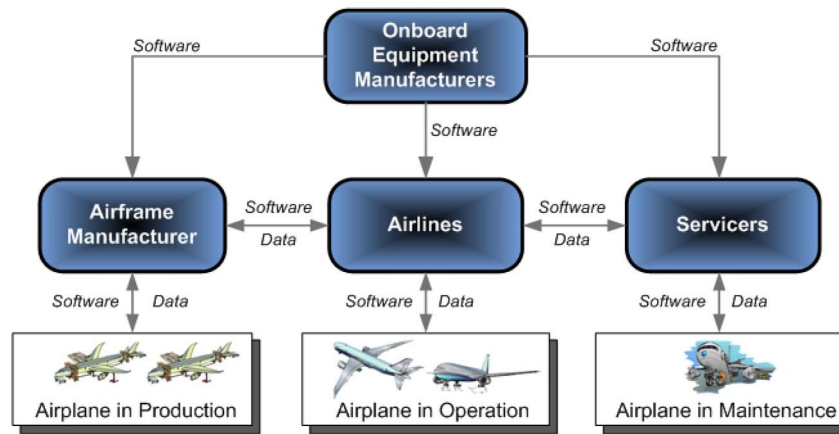 Onboard
Equipment
Manufacturers
Software
Software
Software
Airframe
Manufacturer
Software
Data
Airlines
Software
Data
Servicers
Software Data
Software Data
Software Data
Airplane in Production
Airplane in Operation
Airplane in Maintenance